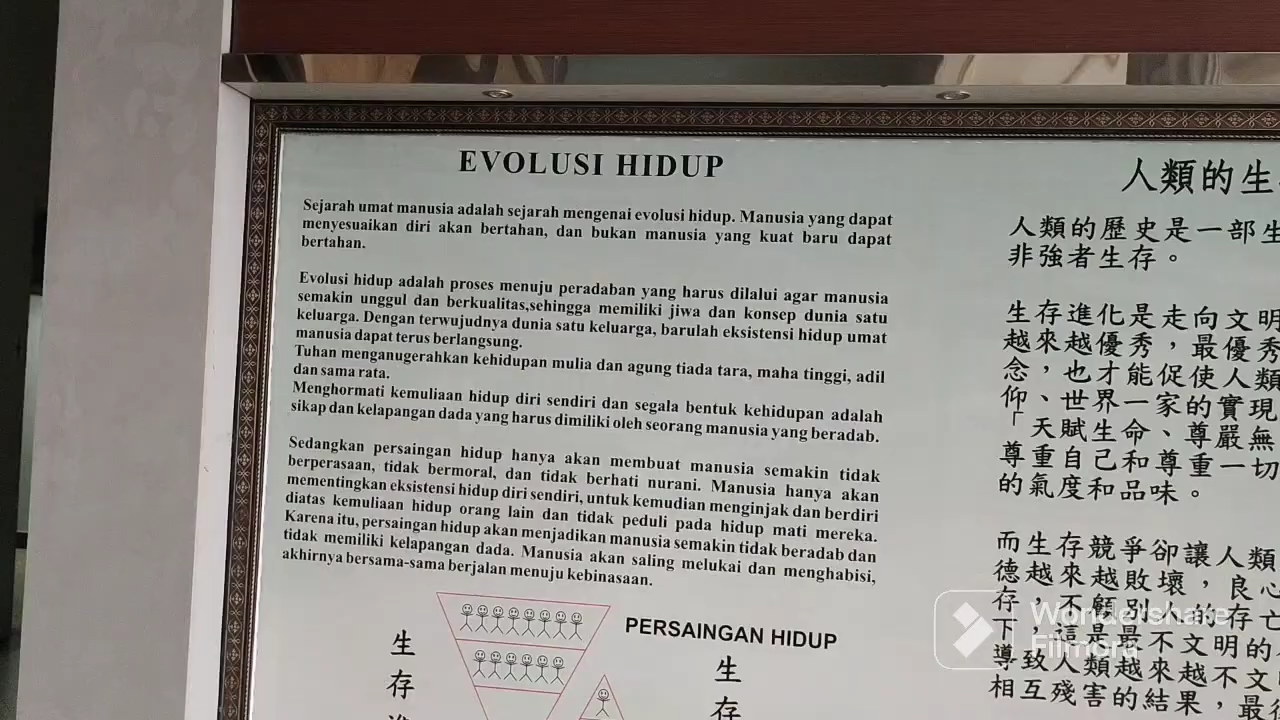 EVOLUSI HIDUP
Sejarah umat manusia adalah sejarah mengenai evolusi hidup. Manusia yang dapat
menyesuaikan diri akan bertahan, dan bukan manusia yang kuat baru dapat
bertahan.
Evolusi hidup adalah proses menuju peradaban yang harus dilalui agar manusia
semakin unggul dan berkualitas,sehingga memiliki jiwa dan konsep dunia satu
keluarga. Dengan terwujudnya dunia satu keluarga, barulah eksistensi hidup umat
manusia dapat terus berlangsung.
Tuhan menganugerahkan kehidupan mulia dan agung tiada tara, maha tinggi, adil
dan sama rata.
Menghormati kemuliaan hidup diri sendiri dan segala bentuk kehidupan adalah
sikap dan kelapangan dada yang harus dimiliki oleh seorang manusia yang beradab.
Sedangkan persaingan hidup hanya akan membuat manusia semakin tidak
berperasaan, tidak bermoral, dan tidak berhati nurani. Manusia hanya akan
mementingkan eksistensi hidup diri sendiri, untuk kemudian menginjak dan berdiri
diatas kemuliaan hidup orang lain dan tidak peduli pada hidup mati mereka.
Karena itu, persaingan hidup akan menjadikan manusia semakin tidak beradab dan
tidak memiliki kelapangan dada. Manusia akan saling melukai dan menghabisi,
akhirnya bersama-sama berjalan menuju kebinasaan.
PERSAINGAN HIDUP
生存
生存
人類的生
人類的歷史是一部生
非強者生存。
生存進化是走向文明
越來越優秀，最優秀
念，也才能促使人類
仰、世界一家的實現
「天賦生命、尊嚴無
尊重自己和尊重一切
的氣度和品味。
而生存競爭卻讓人類
德越來越敗壞，良心
存，不顧別人的存亡
下，這是最不文明的
導致人類越來越不文
相互殘害的結果，最
Wondershare
Filmora